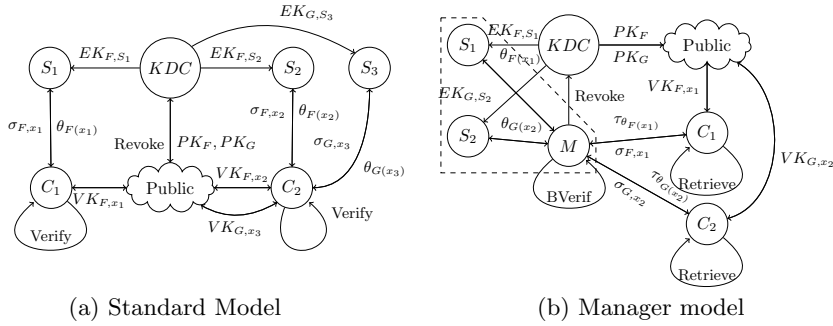 EK_{G,S_3}
S_1
EK_{F,S_1}
KDC
EK_{F,S_2}
S_2
S_3
σ_{F,x_1}
θ_{F(x_1)}
σ_{F,x_2}
θ_{F(x_2)}
σ_{G,x_3}
Revoke
PK_F, PK_G
θ_{G(x_3)}
C_1
VK_{F,x_1}
Public
VK_{F,x_2}
C_2
Verify
VK_{G,x_3}
Verify
(a) Standard Model
S_1
EK_{F,S_1}
KDC
PK_F
PK_G
Public
θ_{F(x_1)}
EK_{G,S_2}
VK_{F,x_1}
Revoke
S_2
θ_{G(x_2)}
M
τ_{θ_{F(x_1)}}
σ_{F,x_1}
C_1
VK_{G,x_2}
BVerif
Retrieve
τ_{θ_{G(x_2)}}
σ_{G,x_2}
C_2
Retrieve
(b) Manager model